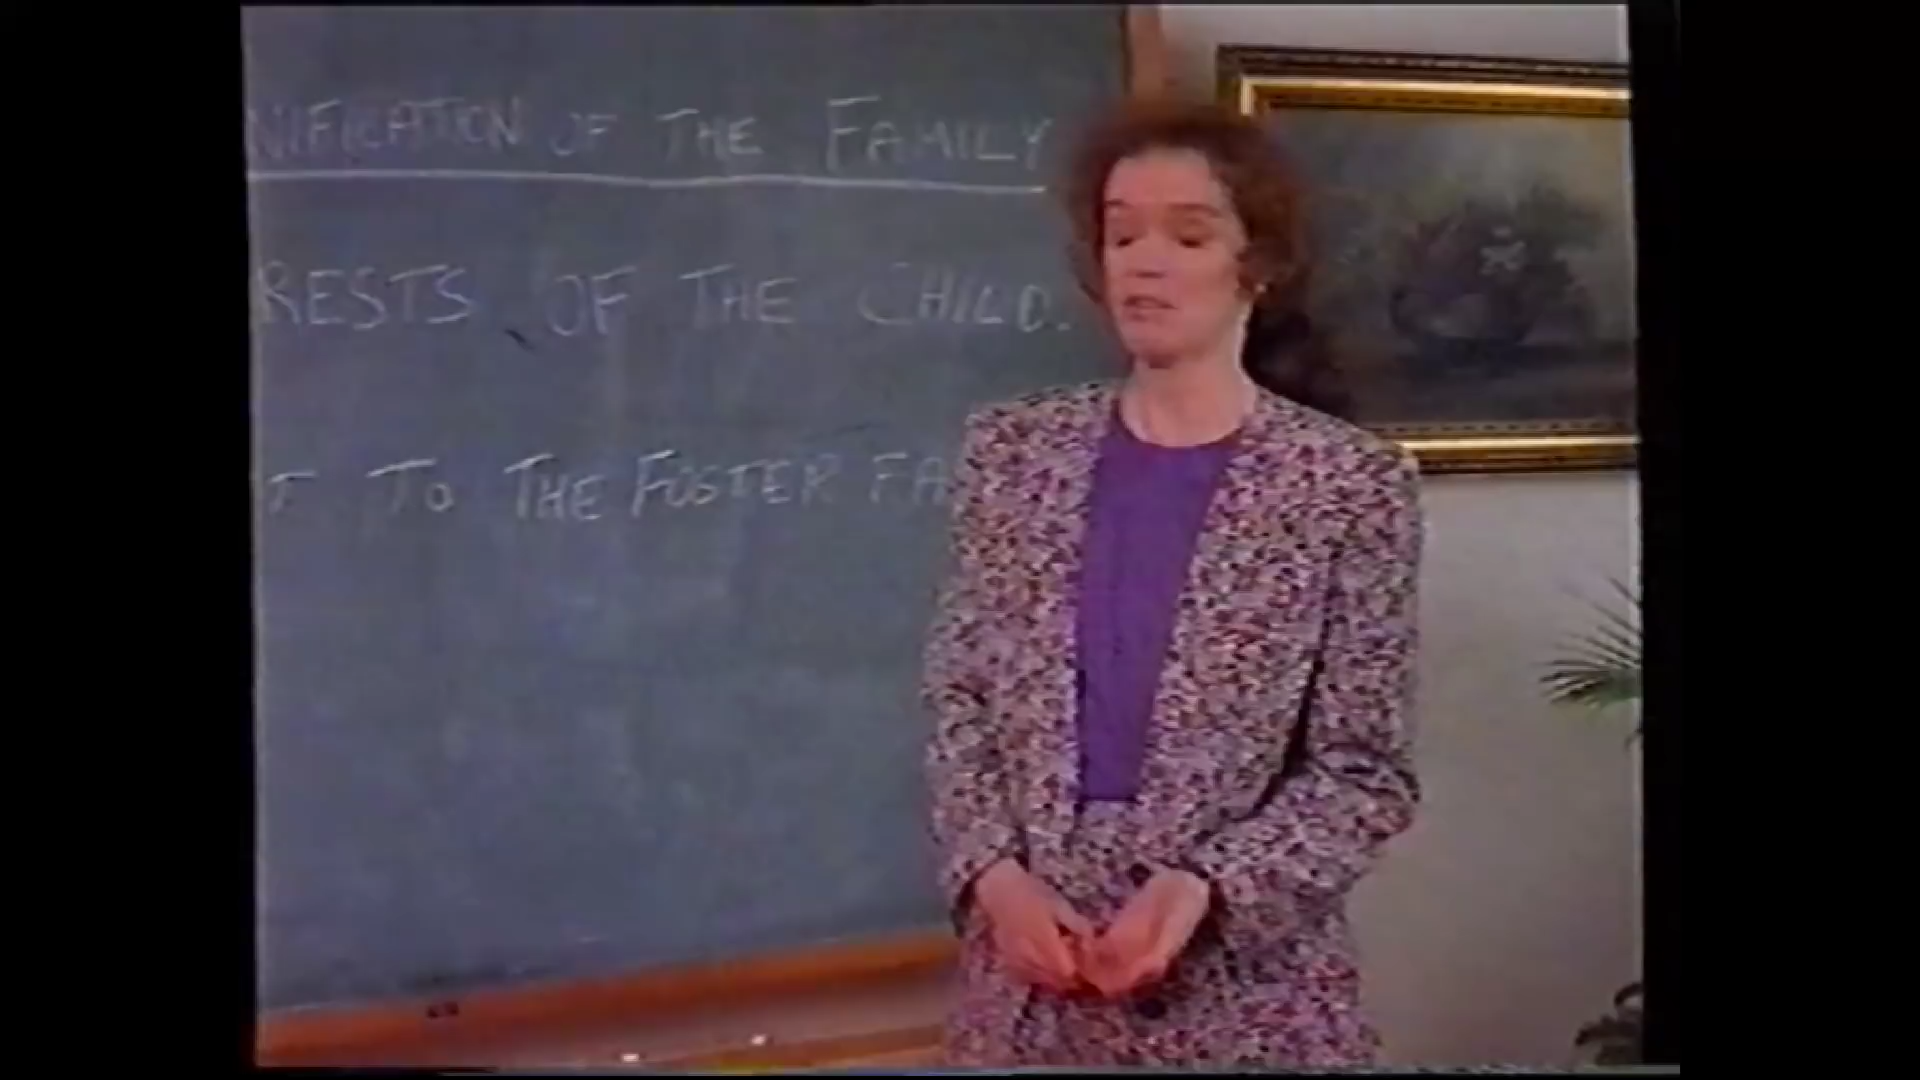 NIFICATION OF THE FAMILY
RESTS OF THE CHILD.
T TO THE FOSTER FA